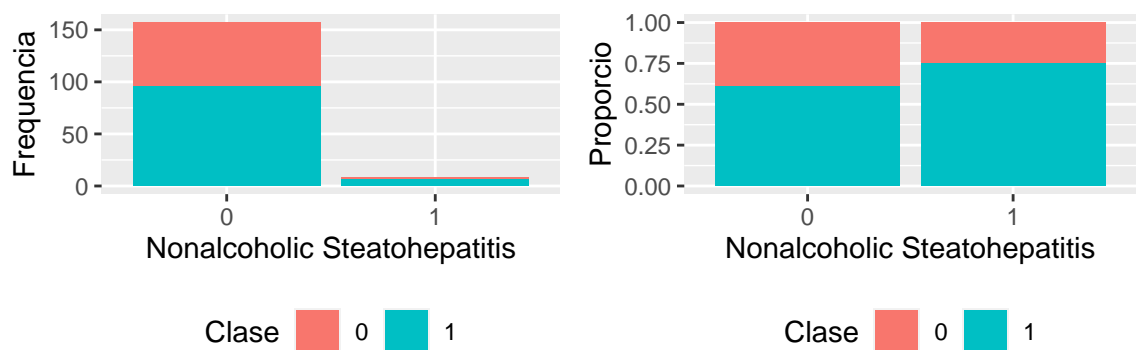 Frequencia
150
100
50
0
0 1
Nonalcoholic Steatohepatitis
Clase 0 1
Proporcio
1.00
0.75
0.50
0.25
0.00
0 1
Nonalcoholic Steatohepatitis
Clase 0 1